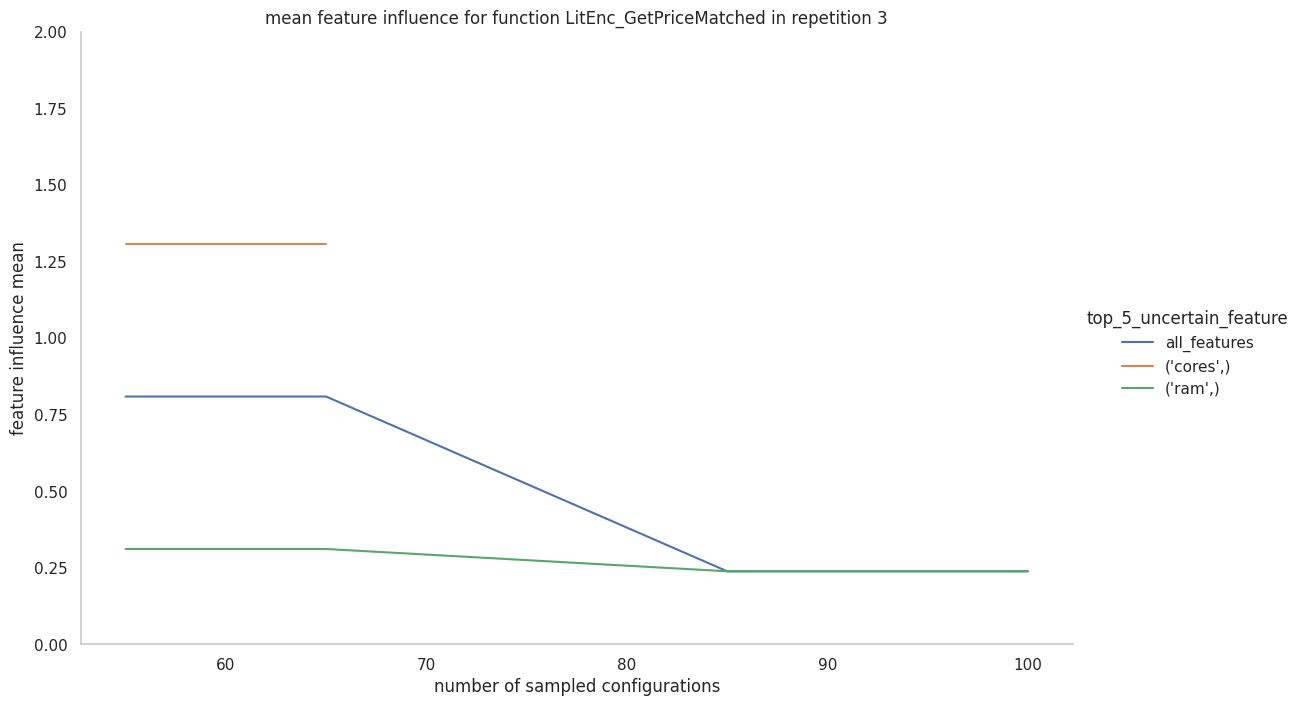 mean feature influence for function LitEnc_GetPriceMatched in repetition 3
2.00
1.75
1.50
1.25
1.00
0.75
0.50
0.25
0.00
feature influence mean
60 70 80 90 100
number of sampled configurations
top_5_uncertain_feature
all_features
('cores',)
('ram',)